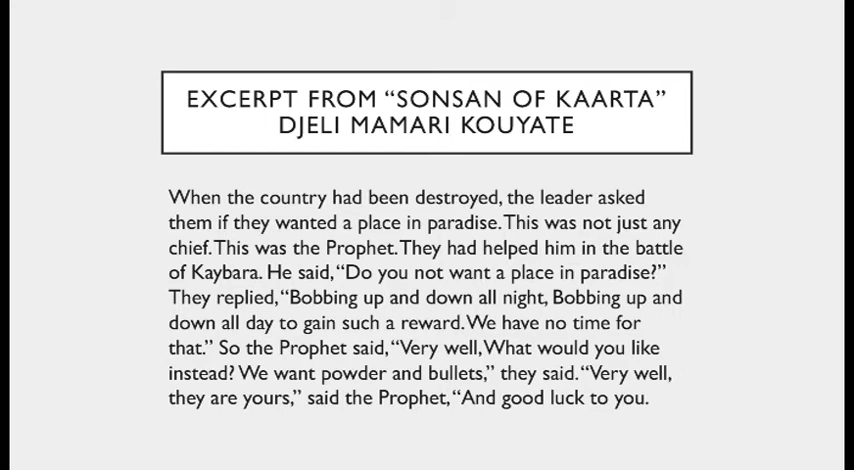 EXCERPT FROM “SONSAN OF KAARTA”
DJELI MAMARI KOUYATE
When the country had been destroyed, the leader asked
them if they wanted a place in paradise. This was not just any
chief. This was the Prophet. They had helped him in the battle
of Kaybara. He said, “Do you not want a place in paradise?”
They replied, “Bobbing up and down all night, Bobbing up and
down all day to gain such a reward. We have no time for
that.” So the Prophet said, “Very well, What would you like
instead? We want powder and bullets,” they said. “Very well,
they are yours,” said the Prophet, “And good luck to you.